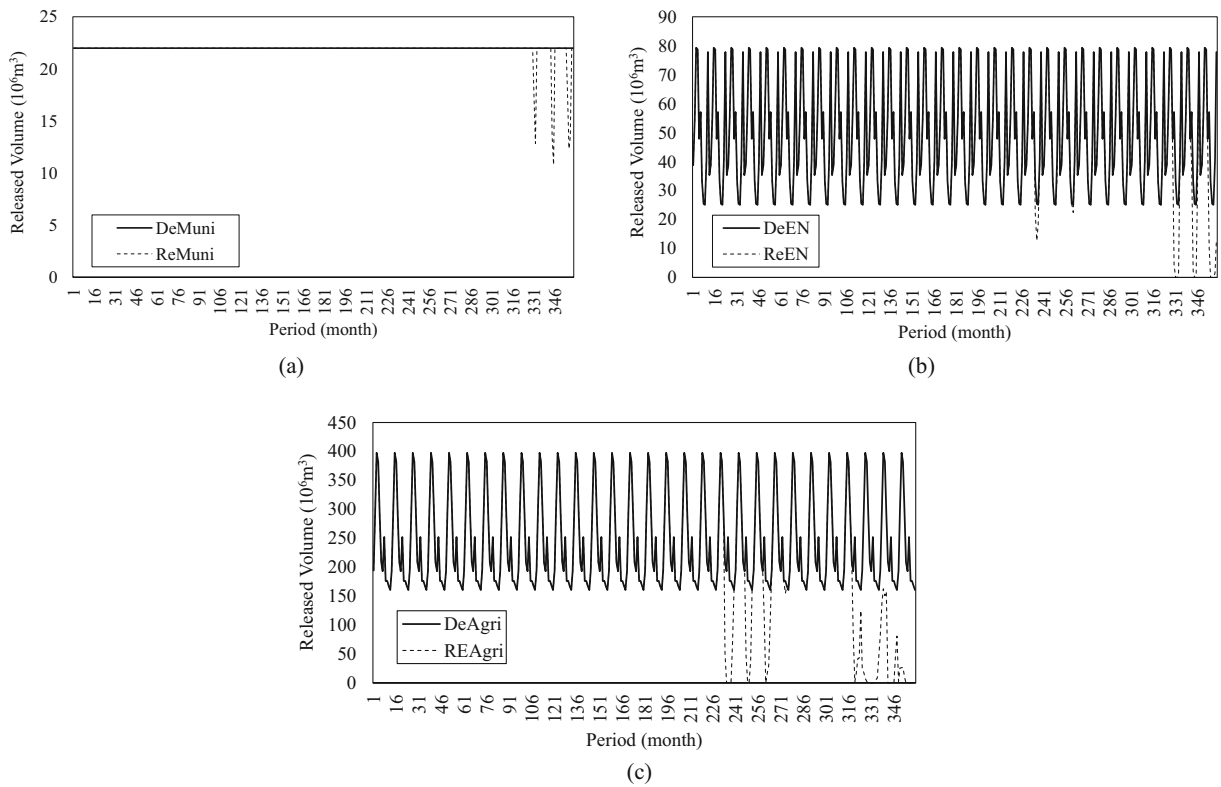 Released Volume (10⁶m³)
25
20
15
10
5
0
DeMuni
ReMuni
1 16 31 46 61 76 91 106 121 136 151 166 181 196 211 226 241 256 271 286 301 316 331 346
Period (month)
(a)
Released Volume (10⁶m³)
90
80
70
60
50
40
30
20
10
0
DeEN
ReEN
1 16 31 46 61 76 91 106 121 136 151 166 181 196 211 226 241 256 271 286 301 316 331 346
Period (month)
(b)
Released Volume (10⁶m³)
450
400
350
300
250
200
150
100
50
0
DeAgri
REAgri
1 16 31 46 61 76 91 106 121 136 151 166 181 196 211 226 241 256 271 286 301 316 331 346
Period (month)
(c)